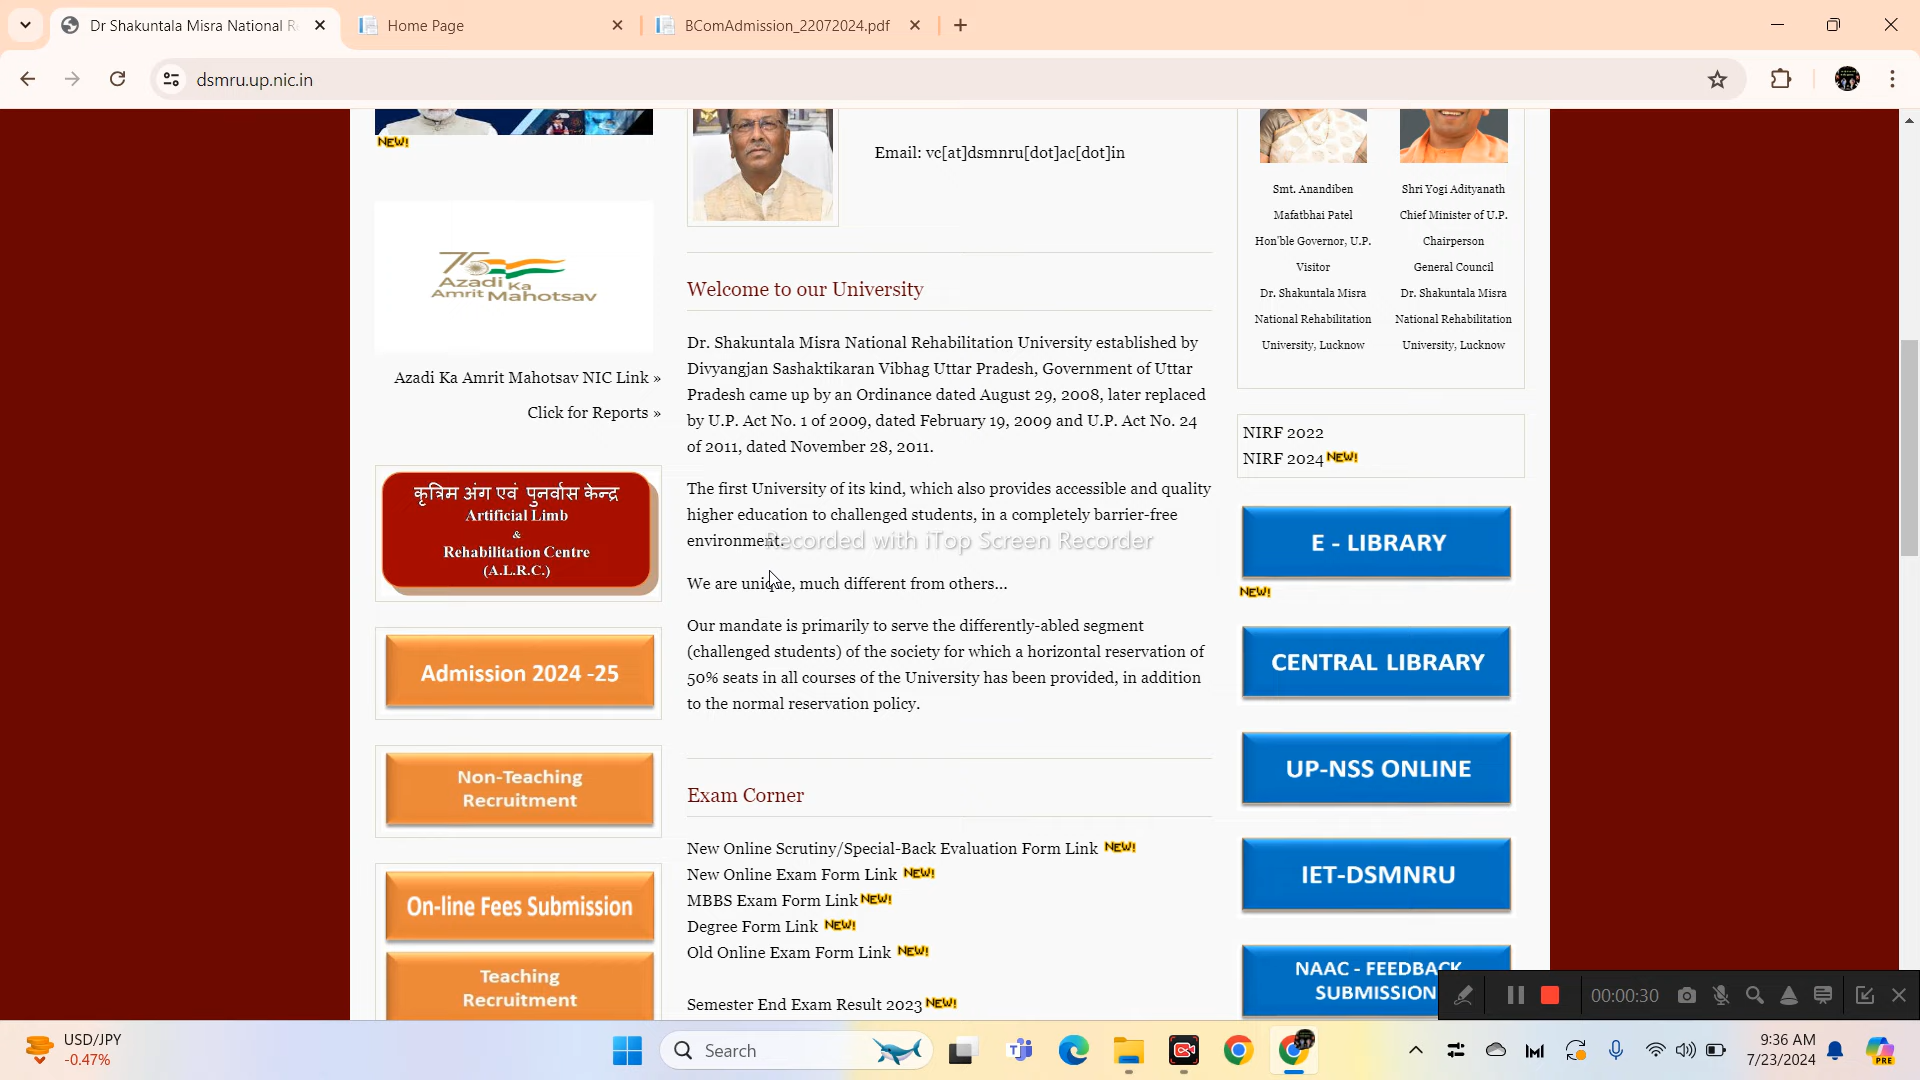 Dr Shakuntala Misra National R
Home Page
BComAdmission_22072024.pdf
dsmru.up.nic.in
NEW!
Azadi Ka
Amrit Mahotsav
Azadi Ka Amrit Mahotsav NIC Link »
Click for Reports »
कृत्रिम अंग एवं पुनर्वास केन्द्र
Artificial Limb
&
Rehabilitation Centre
(A.L.R.C.)
Admission 2024 -25
Non-Teaching
Recruitment
On-line Fees Submission
Teaching
Recruitment
Email: vc[at]dsmnru[dot]ac[dot]in
Welcome to our University
Dr. Shakuntala Misra National Rehabilitation University established by
Divyangjan Sashaktikaran Vibhag Uttar Pradesh, Government of Uttar
Pradesh came up by an Ordinance dated August 29, 2008, later replaced
by U.P. Act No. 1 of 2009, dated February 19, 2009 and U.P. Act No. 24
of 2011, dated November 28, 2011.
The first University of its kind, which also provides accessible and quality
higher education to challenged students, in a completely barrier-free
environment.
Recorded with iTop Screen Recorder
We are unique, much different from others...
Our mandate is primarily to serve the differently-abled segment
(challenged students) of the society for which a horizontal reservation of
50% seats in all courses of the University has been provided, in addition
to the normal reservation policy.
Exam Corner
New Online Scrutiny/Special-Back Evaluation Form Link NEW!
New Online Exam Form Link NEW!
MBBS Exam Form Link NEW!
Degree Form Link NEW!
Old Online Exam Form Link NEW!
Semester End Exam Result 2023 NEW!
Smt. Anandiben
Mafatbhai Patel
Hon'ble Governor, U.P.
Visitor
Dr. Shakuntala Misra
National Rehabilitation
University, Lucknow
Shri Yogi Adityanath
Chief Minister of U.P.
Chairperson
General Council
Dr. Shakuntala Misra
National Rehabilitation
University, Lucknow
NIRF 2022
NIRF 2024 NEW!
E - LIBRARY
NEW!
CENTRAL LIBRARY
UP-NSS ONLINE
IET-DSMNRU
NAAC - FEEDBACK
SUBMISSION
00:00:30
USD/JPY
-0.47%
Search
9:36 AM
7/23/2024
PRE